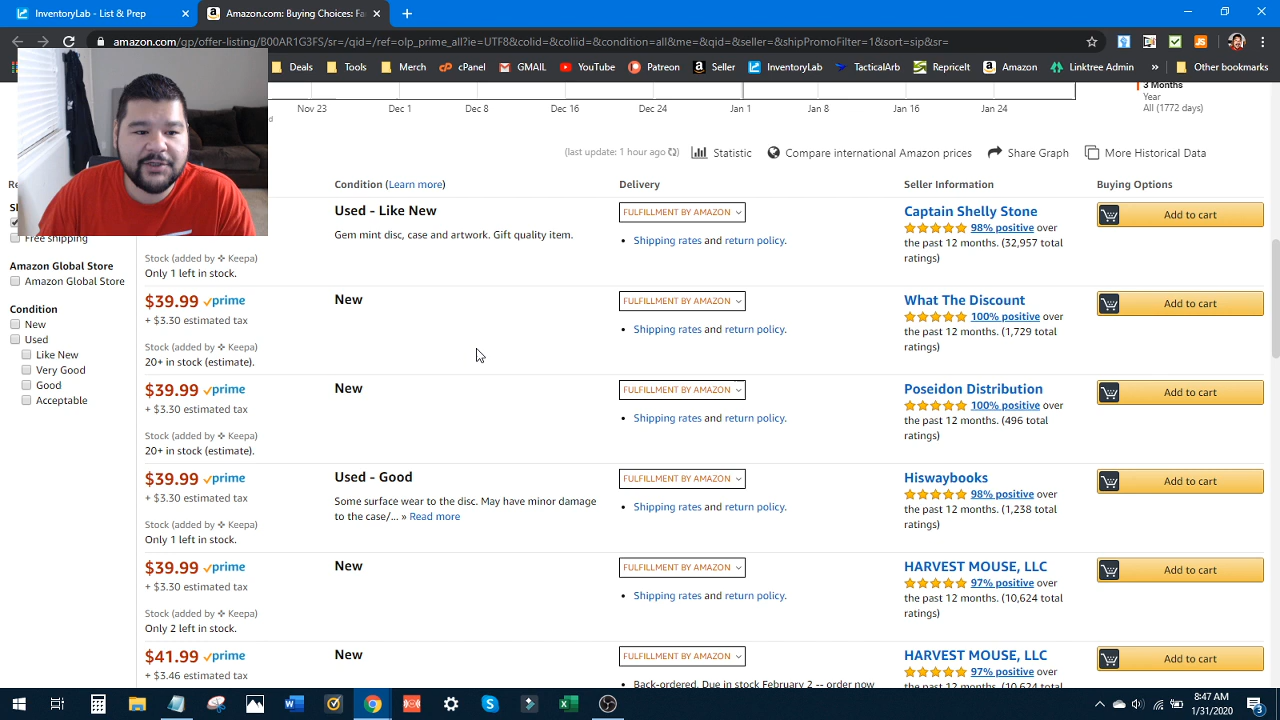 InventoryLab - List & Prep
Amazon: Buying Choices: Fa
amazon.com/gp/offer-listing/B00AR1G3FS/sr=/qid=/ref=olp_prime_all?ie=UTF8&colid=&coliid=&condition=all&me=&qid=&seller=&shipPromoFilter=1&sort=sip&sr=
Deals
Tools
Merch
cPanel
GMAIL
YouTube
Patreon
Seller
InventoryLab
TacticalArb
RepriceIt
Amazon
Linktree Admin
»
Other bookmarks
3 Months
Year
All (1772 days)
Nov 23
Dec 1
Dec 8
Dec 16
Dec 24
Jan 1
Jan 8
Jan 16
Jan 24
(last update: 1 hour ago)
Statistic
Compare international Amazon prices
Share Graph
More Historical Data
Condition (Learn more)
Delivery
Seller Information
Buying Options
Free shipping
Amazon Global Store
Amazon Global Store
Condition
New
Used
Like New
Very Good
Good
Acceptable
Stock (added by Keepa)
Only 1 left in stock.
Used - Like New
Gem mint disc, case and artwork. Gift quality item.
FULFILLMENT BY AMAZON
• Shipping rates and return policy.
Captain Shelly Stone
98% positive over
the past 12 months. (32,957 total
ratings)
Add to cart
$39.99 prime
+ $3.30 estimated tax
Stock (added by Keepa)
20+ in stock (estimate).
New
FULFILLMENT BY AMAZON
• Shipping rates and return policy.
What The Discount
100% positive over
the past 12 months. (1,729 total
ratings)
Add to cart
$39.99 prime
+ $3.30 estimated tax
Stock (added by Keepa)
20+ in stock (estimate).
New
FULFILLMENT BY AMAZON
• Shipping rates and return policy.
Poseidon Distribution
100% positive over
the past 12 months. (496 total
ratings)
Add to cart
$39.99 prime
+ $3.30 estimated tax
Stock (added by Keepa)
Only 1 left in stock.
Used - Good
Some surface wear to the disc. May have minor damage
to the case/... » Read more
FULFILLMENT BY AMAZON
• Shipping rates and return policy.
Hiswaybooks
98% positive over
the past 12 months. (1,238 total
ratings)
Add to cart
$39.99 prime
+ $3.30 estimated tax
Stock (added by Keepa)
Only 2 left in stock.
New
FULFILLMENT BY AMAZON
• Shipping rates and return policy.
HARVEST MOUSE, LLC
97% positive over
the past 12 months. (10,624 total
ratings)
Add to cart
$41.99 prime
+ $3.46 estimated tax
New
FULFILLMENT BY AMAZON
• Back-ordered. Due in stock February 2 -- order now
HARVEST MOUSE, LLC
97% positive over
the past 12 months. (10,624 total
Add to cart
8:47 AM
1/31/2020
3